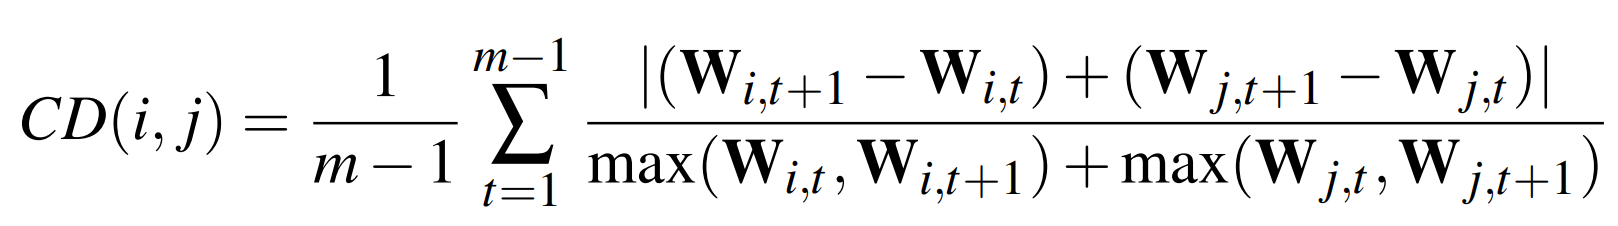 CD(i, j) = \frac{1}{m-1} \sum_{t=1}^{m-1} \frac{|(\mathbf{W}_{i,t+1} - \mathbf{W}_{i,t}) + (\mathbf{W}_{j,t+1} - \mathbf{W}_{j,t})|}{\max(\mathbf{W}_{i,t}, \mathbf{W}_{i,t+1}) + \max(\mathbf{W}_{j,t}, \mathbf{W}_{j,t+1})}